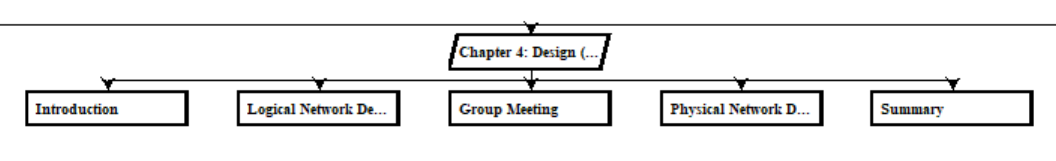 Chapter 4: Design (...
Introduction
Logical Network De...
Group Meeting
Physical Network D...
Summary